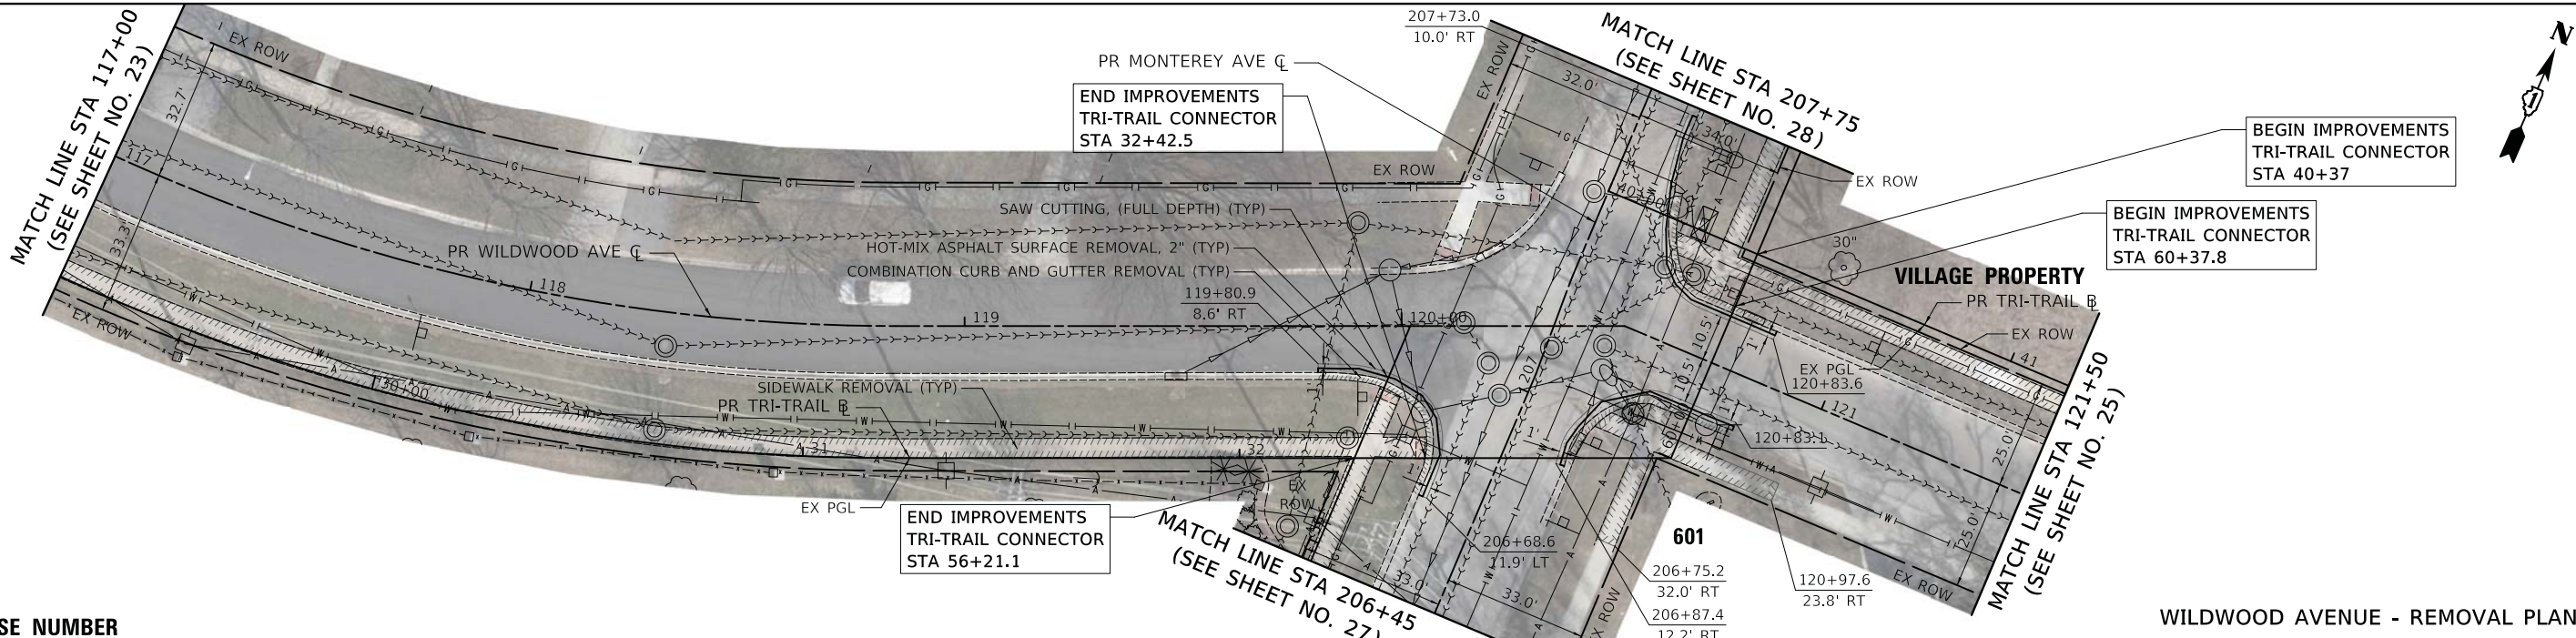 207+73.0
10.0' RT
MATCH LINE STA 207+75
(SEE SHEET NO. 28)
N
1
MATCH LINE STA 117+00
(SEE SHEET NO. 23)
EX ROW
32.7'
33.3'
117
PR MONTEREY AVE ℄
END IMPROVEMENTS
TRI-TRAIL CONNECTOR
STA 32+42.5
EX ROW
32.0'
34.0'
EX ROW
BEGIN IMPROVEMENTS
TRI-TRAIL CONNECTOR
STA 40+37
BEGIN IMPROVEMENTS
TRI-TRAIL CONNECTOR
STA 60+37.8
EX ROW
40+00
SAW CUTTING, (FULL DEPTH) (TYP)
HOT-MIX ASPHALT SURFACE REMOVAL, 2" (TYP)
COMBINATION CURB AND GUTTER REMOVAL (TYP)
PR WILDWOOD AVE ℄
118
119
119+80.9
8.6' RT
120+00
30"
VILLAGE PROPERTY
PR TRI-TRAIL B
EX ROW
41
EX PGL
120+83.6
10.5'
10.5'
121
207
EX ROW
30+00
SIDEWALK REMOVAL (TYP)
PR TRI-TRAIL B
31
32
EX PGL
END IMPROVEMENTS
TRI-TRAIL CONNECTOR
STA 56+21.1
EX
ROW
MATCH LINE STA 206+45
(SEE SHEET NO. 27)
206+68.6
11.9' LT
33.0'
33.0'
601
206+75.2
32.0' RT
206+87.4
12.2' RT
120+83.1
120+97.6
23.8' RT
25.0'
25.0'
EX ROW
EX ROW
MATCH LINE STA 121+50
(SEE SHEET NO. 25)
SE NUMBER
WILDWOOD AVENUE - REMOVAL PLAN